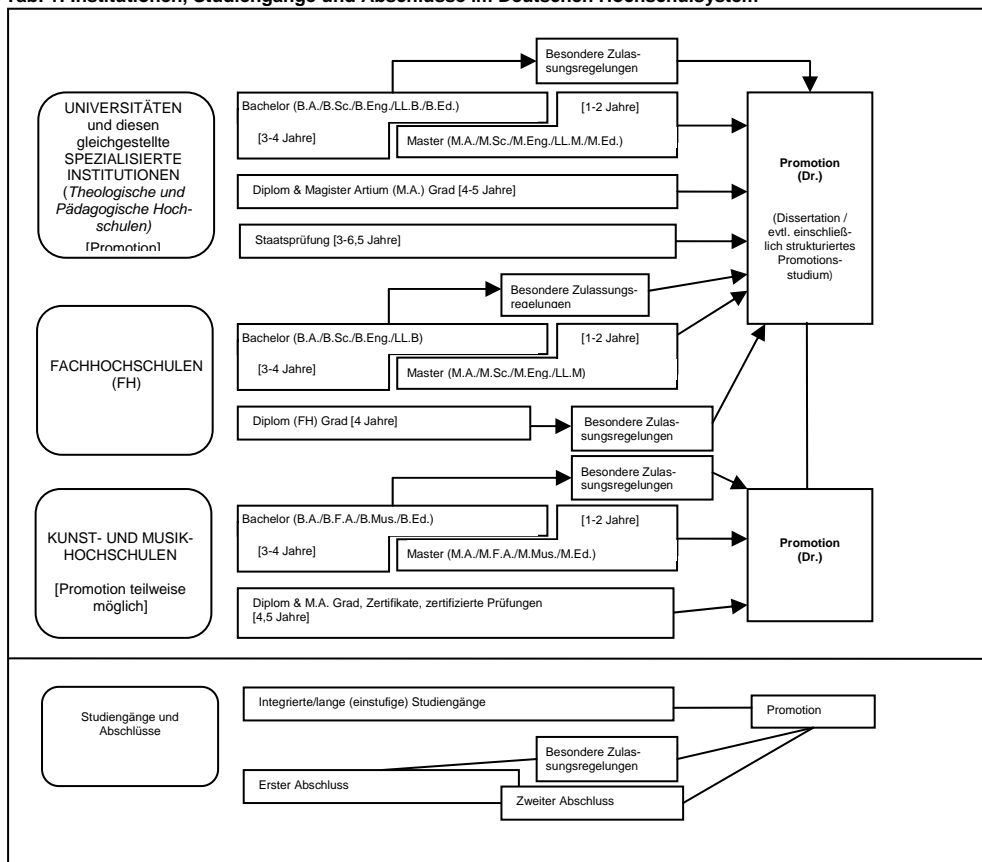 Tab. 1: Institutionen, Studiengänge und Abschlüsse im Deutschen Hochschulsystem
Besondere Zulas-
sungsregelungen
UNIVERSITÄTEN
und diesen
gleichgestellte
SPEZIALISIERTE
INSTITUTIONEN
(Theologische und
Pädagogische Hoch-
schulen)
[Promotion]
Bachelor (B.A./B.Sc./B.Eng./LL.B./B.Ed.)
[3-4 Jahre]
[1-2 Jahre]
Master (M.A./M.Sc./M.Eng./LL.M./M.Ed.)
Diplom & Magister Artium (M.A.) Grad [4-5 Jahre]
Staatsprüfung [3-6,5 Jahre]
Promotion
(Dr.)
(Dissertation /
evtl. einschließ-
lich strukturiertes
Promotions-
studium)
Besondere Zulassungs-
regelungen
FACHHOCHSCHULEN
(FH)
Bachelor (B.A./B.Sc./B.Eng./LL.B)
[3-4 Jahre]
[1-2 Jahre]
Master (M.A./M.Sc./M.Eng./LL.M)
Diplom (FH) Grad [4 Jahre]
Besondere Zulas-
sungsregelungen
Besondere Zulas-
sungsregelungen
KUNST- UND MUSIK-
HOCHSCHULEN
[Promotion teilweise
möglich]
Bachelor (B.A./B.F.A./B.Mus./B.Ed.)
[3-4 Jahre]
[1-2 Jahre]
Master (M.A./M.F.A./M.Mus./M.Ed.)
Diplom & M.A. Grad, Zertifikate, zertifizierte Prüfungen
[4,5 Jahre]
Promotion
(Dr.)
Studiengänge und
Abschlüsse
Integrierte/lange (einstufige) Studiengänge
Promotion
Besondere Zulas-
sungsregelungen
Erster Abschluss
Zweiter Abschluss